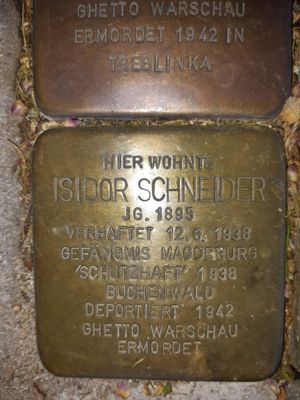 GHETTO WARSCHAU
ERMORDET 1942 IN
TREBLINKA
HIER WOHNTE
ISIDOR SCHNEIDER
JG. 1895
VERHAFTET 12.6.1938
GEFÄNGNIS MAGDEBURG
'SCHUTZHAFT' 1938
BUCHENWALD
DEPORTIERT 1942
GHETTO WARSCHAU
ERMORDET